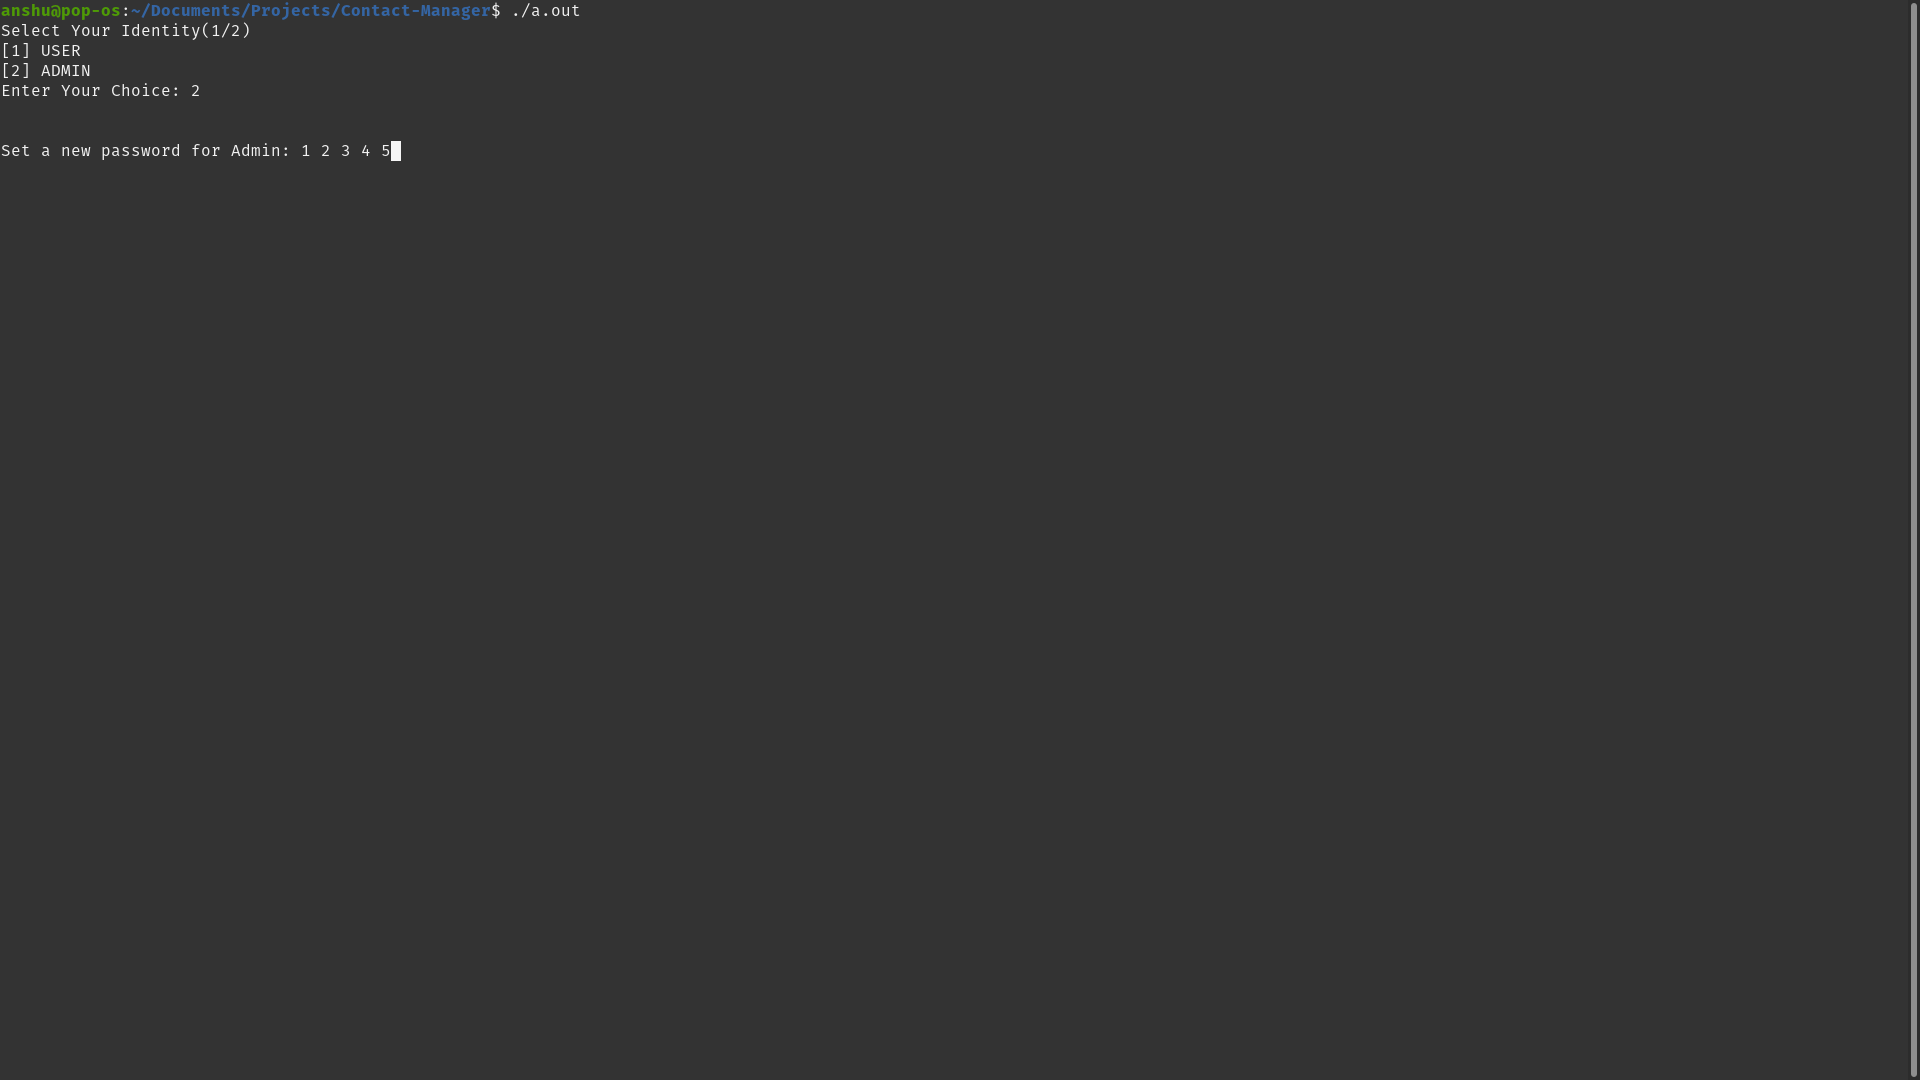 anshu@pop-os:~/Documents/Projects/Contact-Manager$ ./a.out
Select Your Identity(1/2)
[1] USER
[2] ADMIN
Enter Your Choice: 2
Set a new password for Admin: 1 2 3 4 5